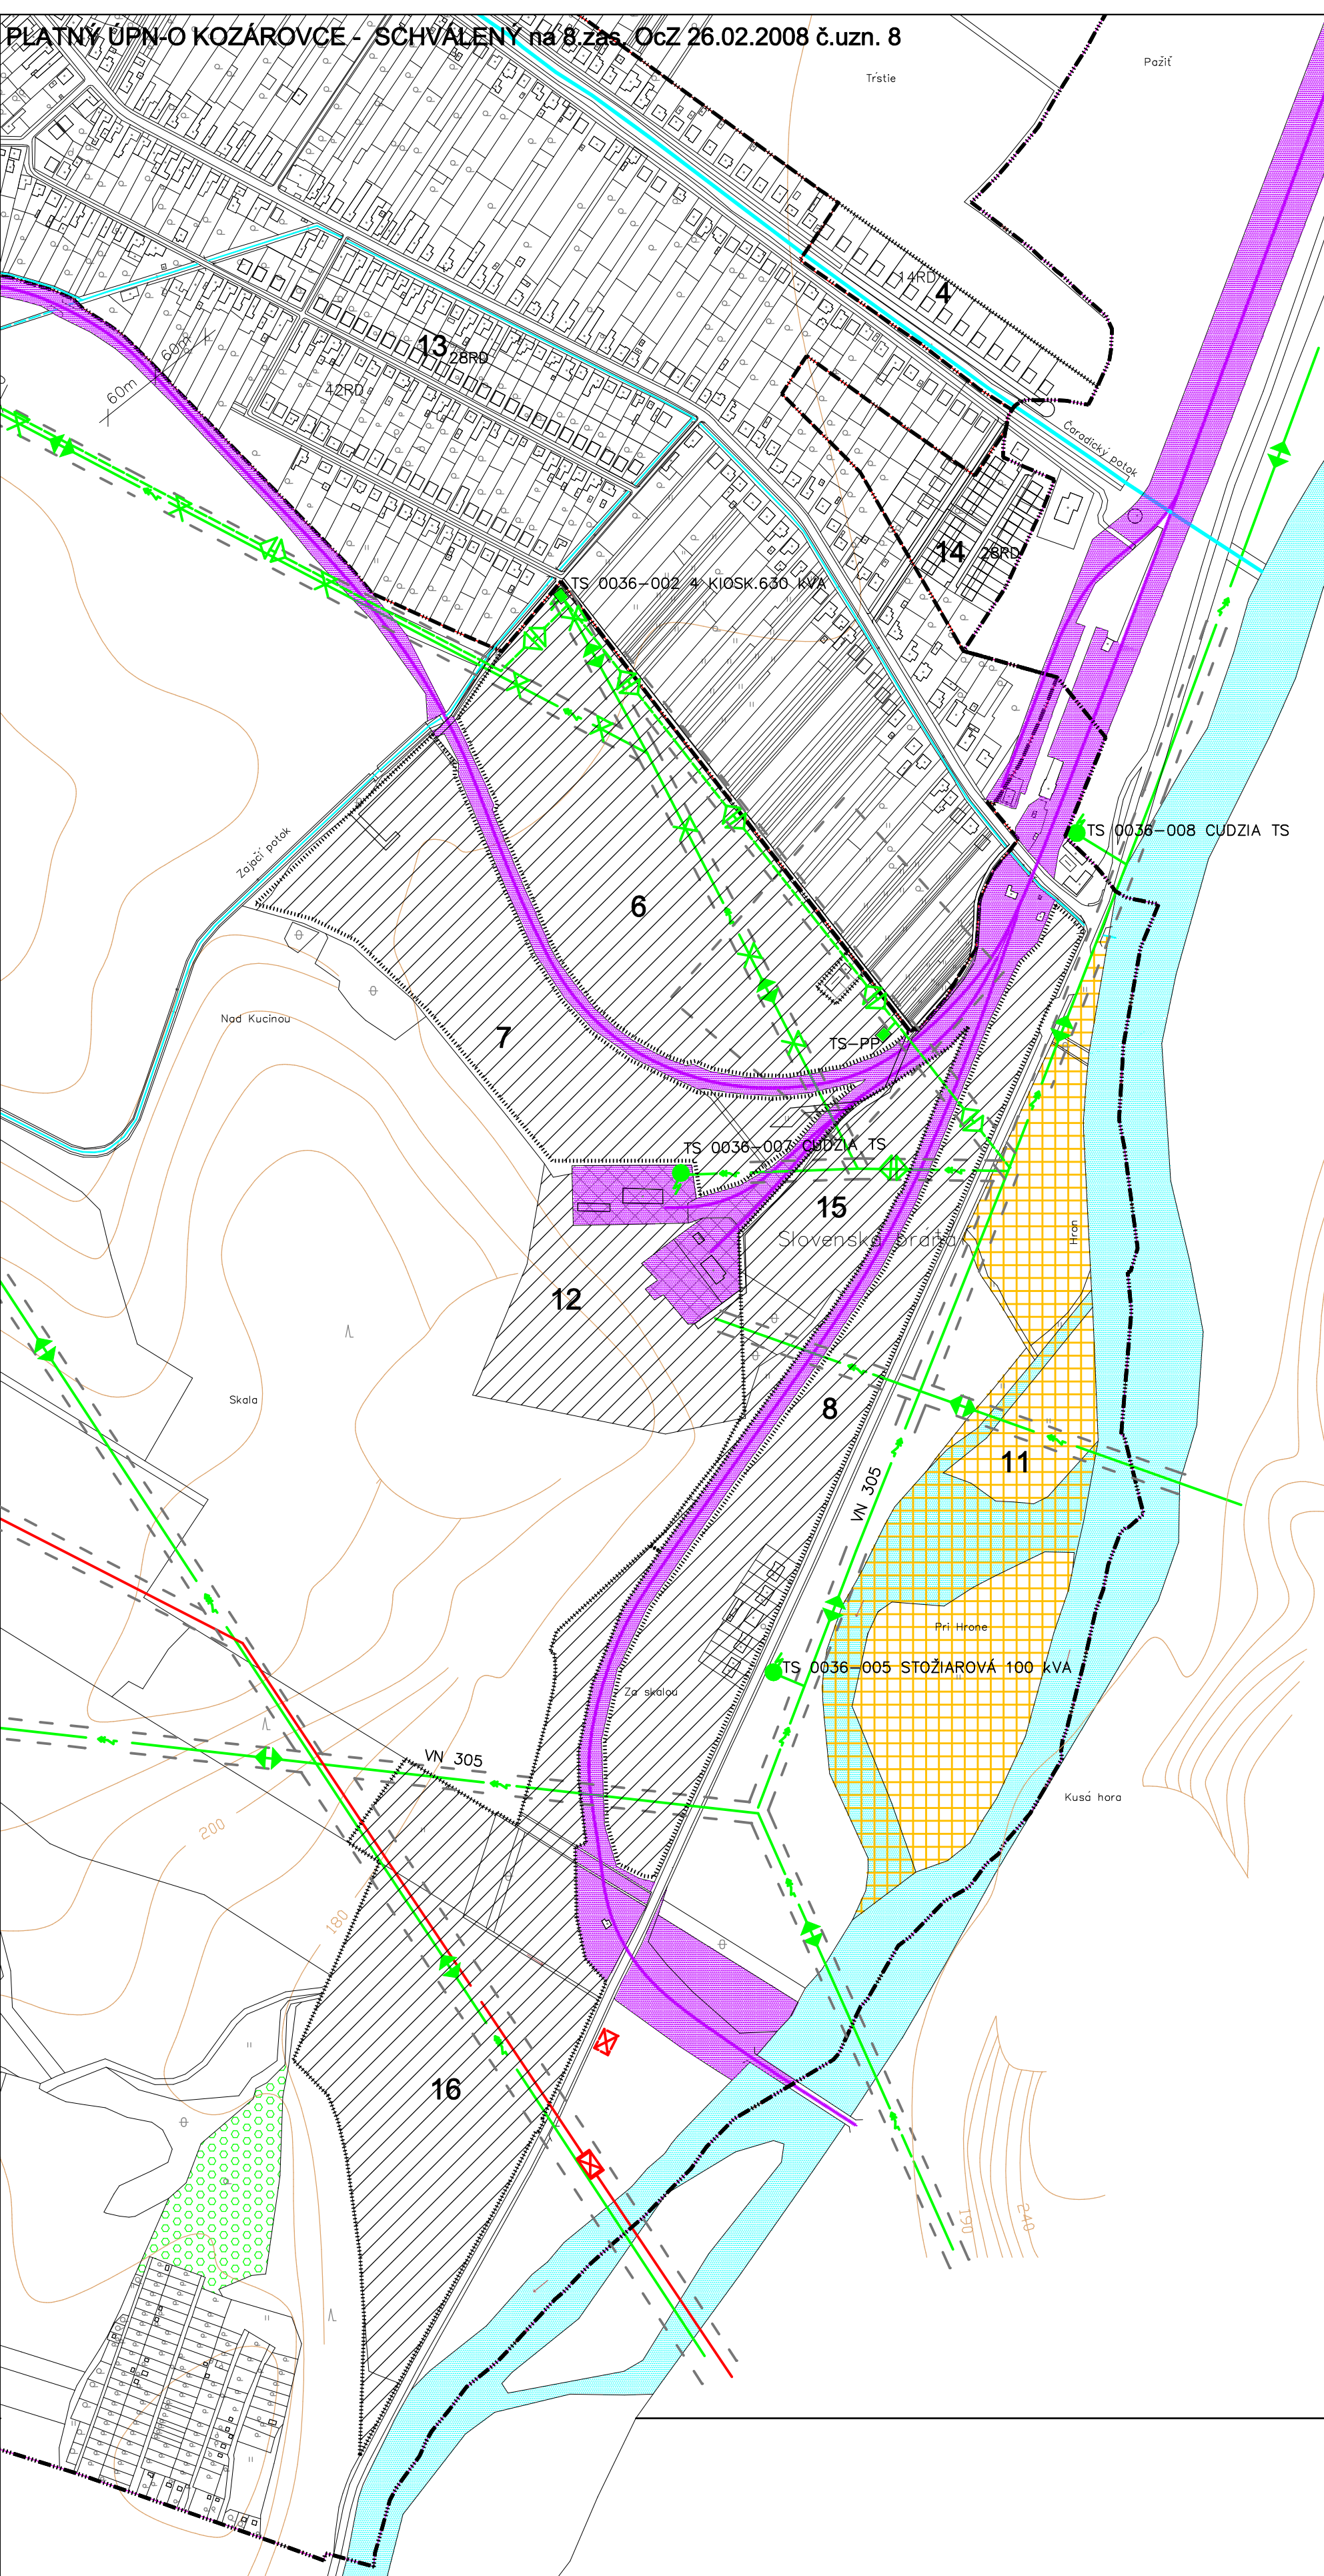 PLATNÝ ÚPN-O KOZÁROVCE - SCHVÁLENÝ na 8.zas. OcZ 26.02.2008 č.uzn. 8
Pažiť
Tŕstie
14RD
4
60m
60m
13
28RD
42RD
Čaradický potok
14
28RD
TS 0036-002 4 KIOSK.630 kVA
TS 0036-008 CUDZIA TS
Zajačí potok
6
Nad Kucinou
7
TS-PP
TS 0036-007 CUDZIA TS
15
Slovenská brána
Hron
12
Skala
8
11
VN 305
Pri Hrone
TS 0036-005 STOŽIAROVÁ 100 kVA
Za skalou
VN 305
Kusá hora
200
180
16
190
240